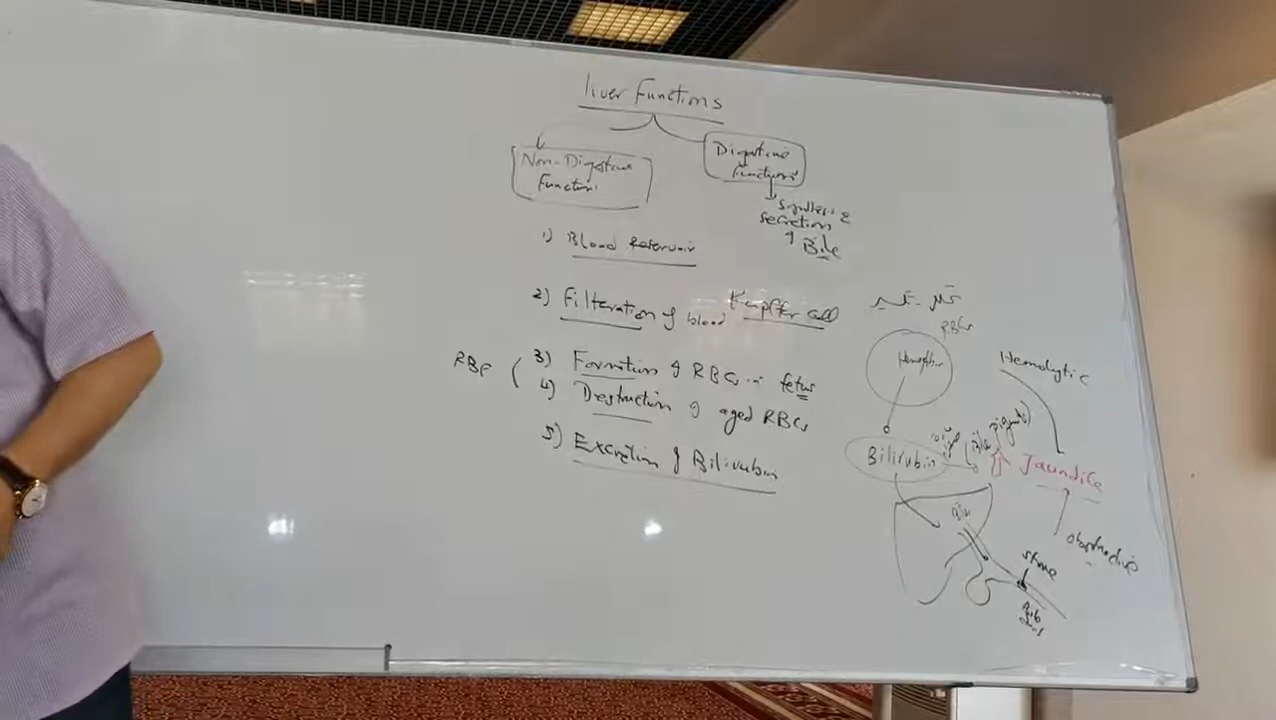 liver Functions
Non-Digestive
Function
Digestive
Functions
Synthesis &
secretion
of Bile
1) Blood Reservoir
2) Filteration of blood Kupffer cell
3) Formation of RBCs in fetus
4) Destruction of aged RBCs
5) Excretion of Bilirubin
RBCs
Hemoglobin
Bilirubin
Bile pigments
Hemolytic
Jaundice
obstructive
stone